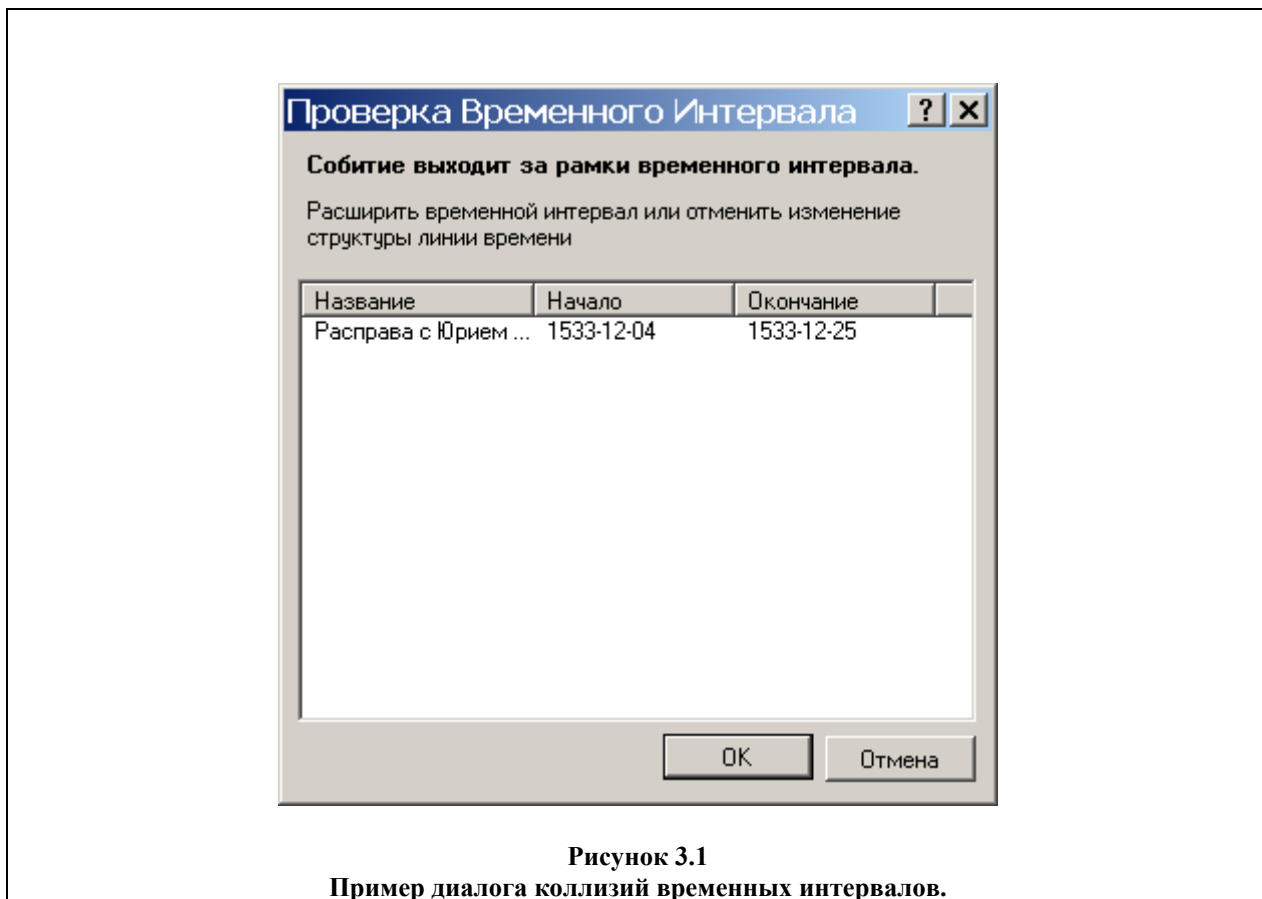 Проверка Временного Интервала
Собитие выходит за рамки временного интервала.
Расширить временной интервал или отменить изменение
структуры линии времени
Название Начало Окончание
Расправа с Юрием ... 1533-12-04 1533-12-25
OK Отмена
Рисунок 3.1
Пример диалога коллизий временных интервалов.